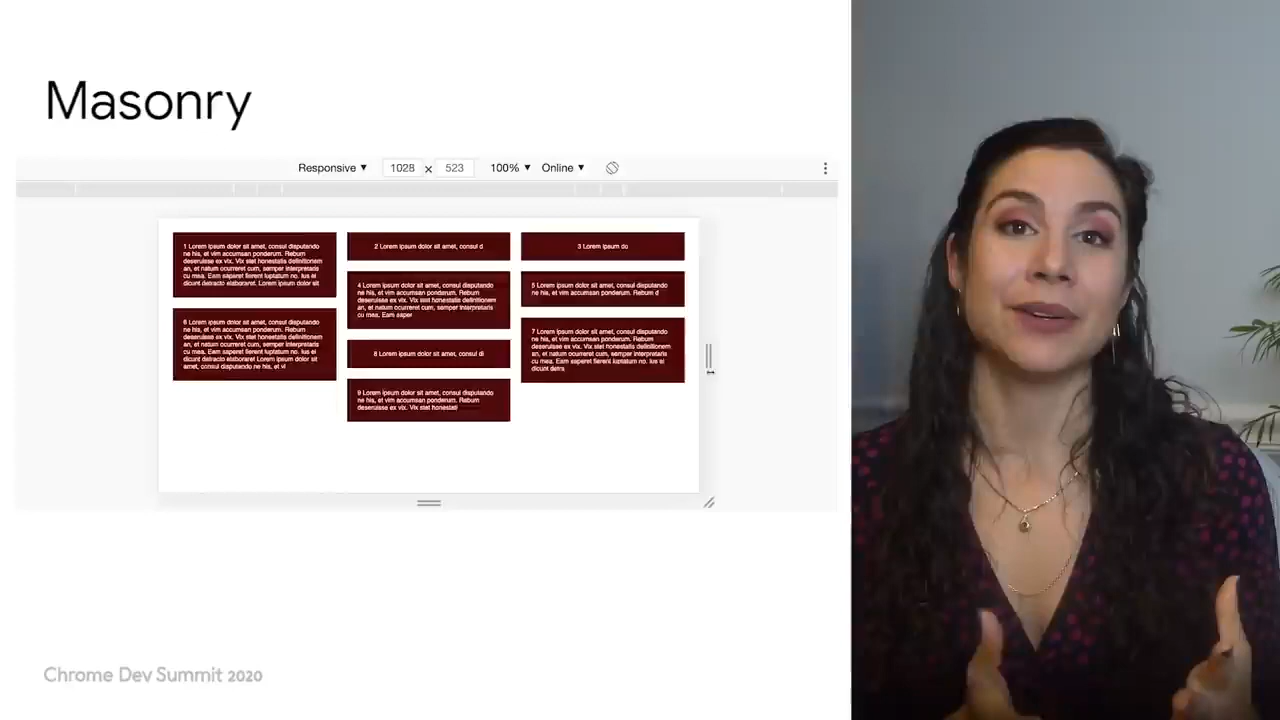 Masonry
Responsive ▼ 1028 × 523 100% ▼ Online ▼
1 Lorem ipsum dolor sit amet, consul disputando
ne his, et vim accumsan ponderum. Rebum
deseruisse ex vix. Vix stet honestatis definitionem
an, et natum ocurreret cum, semper interpretaris
cu mea. Eam saperet fierent luptatum no. Ius ei
dicunt detracto elaboraret. Lorem ipsum dolor sit
2 Lorem ipsum dolor sit amet, consul d
3 Lorem ipsum do
4 Lorem ipsum dolor sit amet, consul disputando
ne his, et vim accumsan ponderum. Rebum
deseruisse ex vix. Vix stet honestatis definitionem
an, et natum ocurreret cum, semper interpretaris
cu mea. Eam saper
5 Lorem ipsum dolor sit amet, consul disputando
ne his, et vim accumsan ponderum. Rebum d
6 Lorem ipsum dolor sit amet, consul disputando
ne his, et vim accumsan ponderum. Rebum
deseruisse ex vix. Vix stet honestatis definitionem
an, et natum ocurreret cum, semper interpretaris
cu mea. Eam saperet fierent luptatum no. Ius ei
dicunt detracto elaboraret Lorem ipsum dolor sit
amet, consul disputando ne his, et vi
7 Lorem ipsum dolor sit amet, consul disputando
ne his, et vim accumsan ponderum. Rebum
deseruisse ex vix. Vix stet honestatis definitionem
an, et natum ocurreret cum, semper interpretaris
cu mea. Eam saperet fierent luptatum no. Ius ei
dicunt detra
8 Lorem ipsum dolor sit amet, consul di
9 Lorem ipsum dolor sit amet, consul disputando
ne his, et vim accumsan ponderum. Rebum
deseruisse ex vix. Vix stet honestati
Chrome Dev Summit 2020